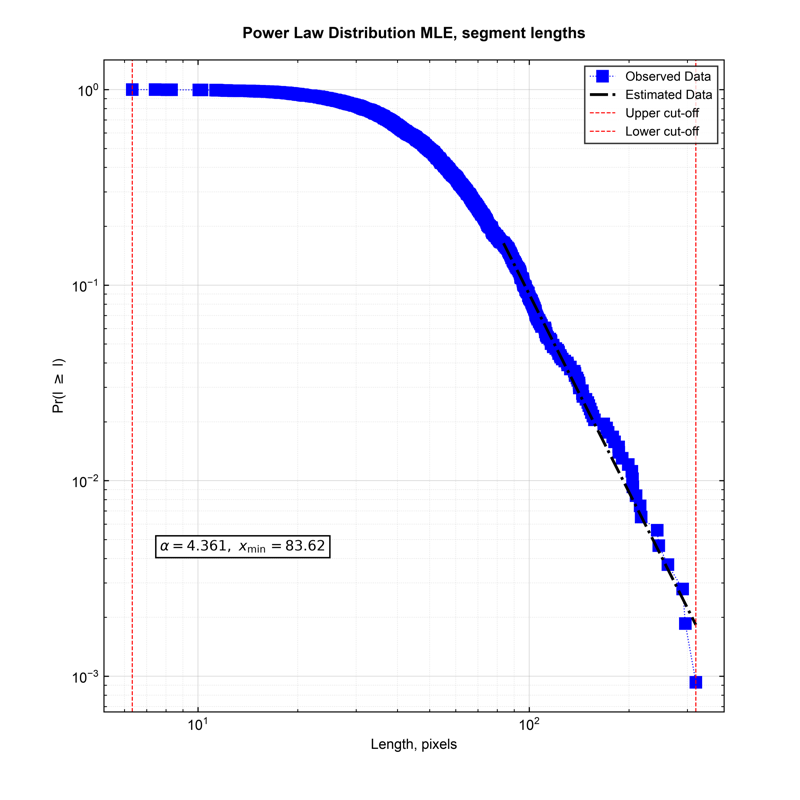 Power Law Distribution MLE, segment lengths
Observed Data
Estimated Data
Upper cut-off
Lower cut-off
10⁰
10⁻¹
10⁻²
10⁻³
Pr(l ≥ l)
α = 4.361, x_min = 83.62
10¹ 10²
Length, pixels